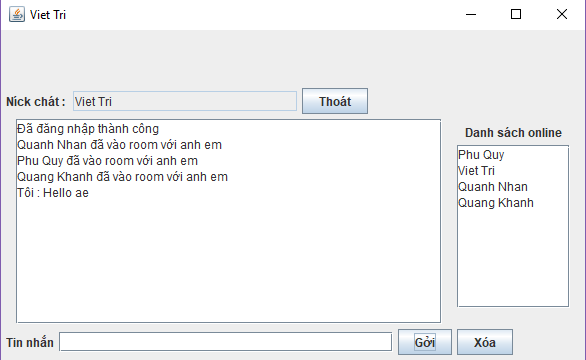 Viet Tri
Níck chát : Viet Tri Thoát
Đã đăng nhập thành công
Quanh Nhan đã vào room với anh em
Phu Quy đã vào room với anh em
Quang Khanh đã vào room với anh em
Tôi : Hello ae
Danh sách online
Phu Quy
Viet Tri
Quanh Nhan
Quang Khanh
Tin nhắn Gởi Xóa